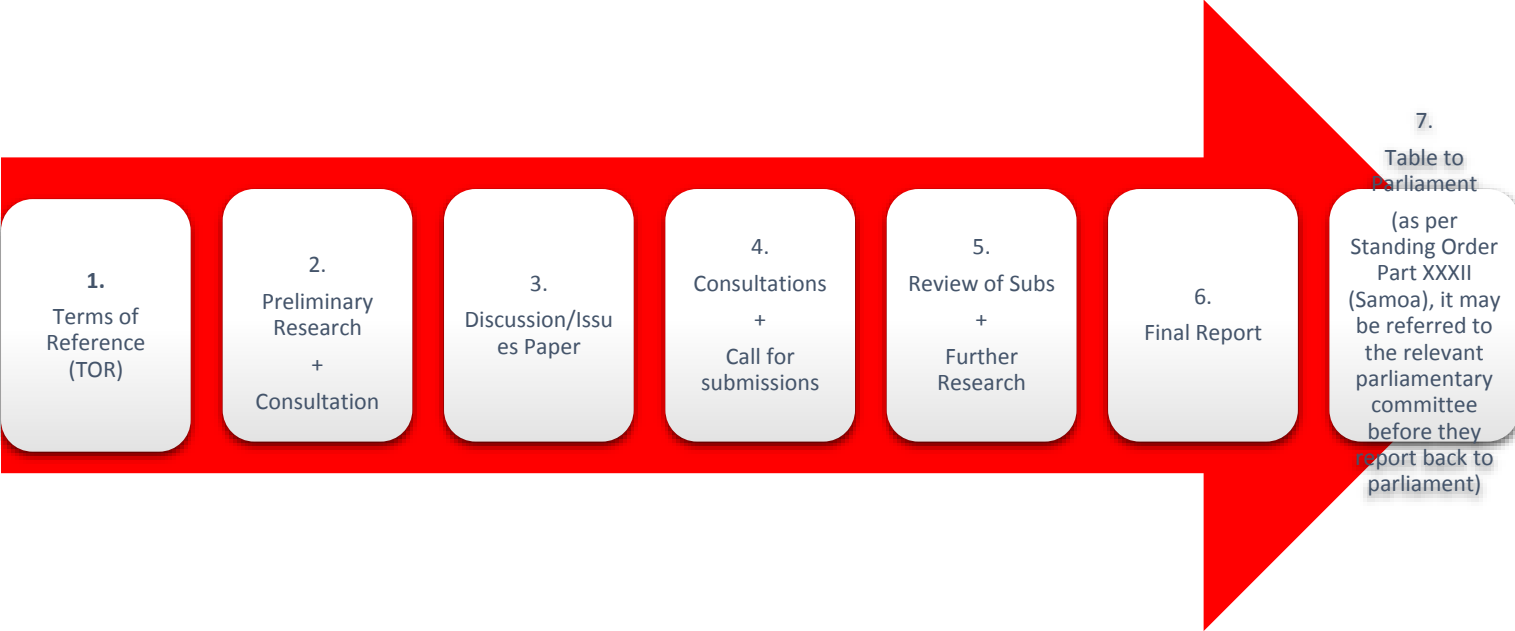 1.
Terms of
Reference
(TOR)
2.
Preliminary
Research
+
Consultation
3.
Discussion/Issu
es Paper
4.
Consultations
+
Call for
submissions
5.
Review of Subs
+
Further
Research
6.
Final Report
7.
Table to
Parliament
(as per
Standing Order
Part XXXII
(Samoa), it may
be referred to
the relevant
parliamentary
committee
before they
report back to
parliament)